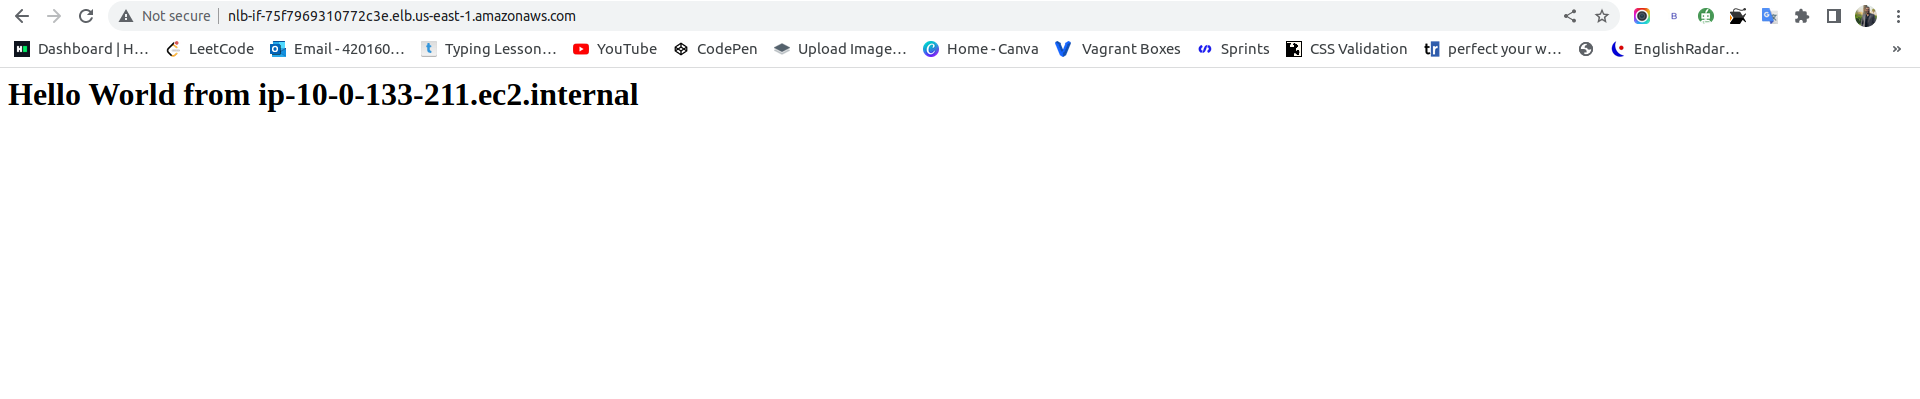 Not secure nlb-if-75f7969310772c3e.elb.us-east-1.amazonaws.com
Dashboard | H… LeetCode Email - 420160… Typing Lesson… YouTube CodePen Upload Image… Home - Canva Vagrant Boxes Sprints CSS Validation perfect your w… EnglishRadar… »
Hello World from ip-10-0-133-211.ec2.internal